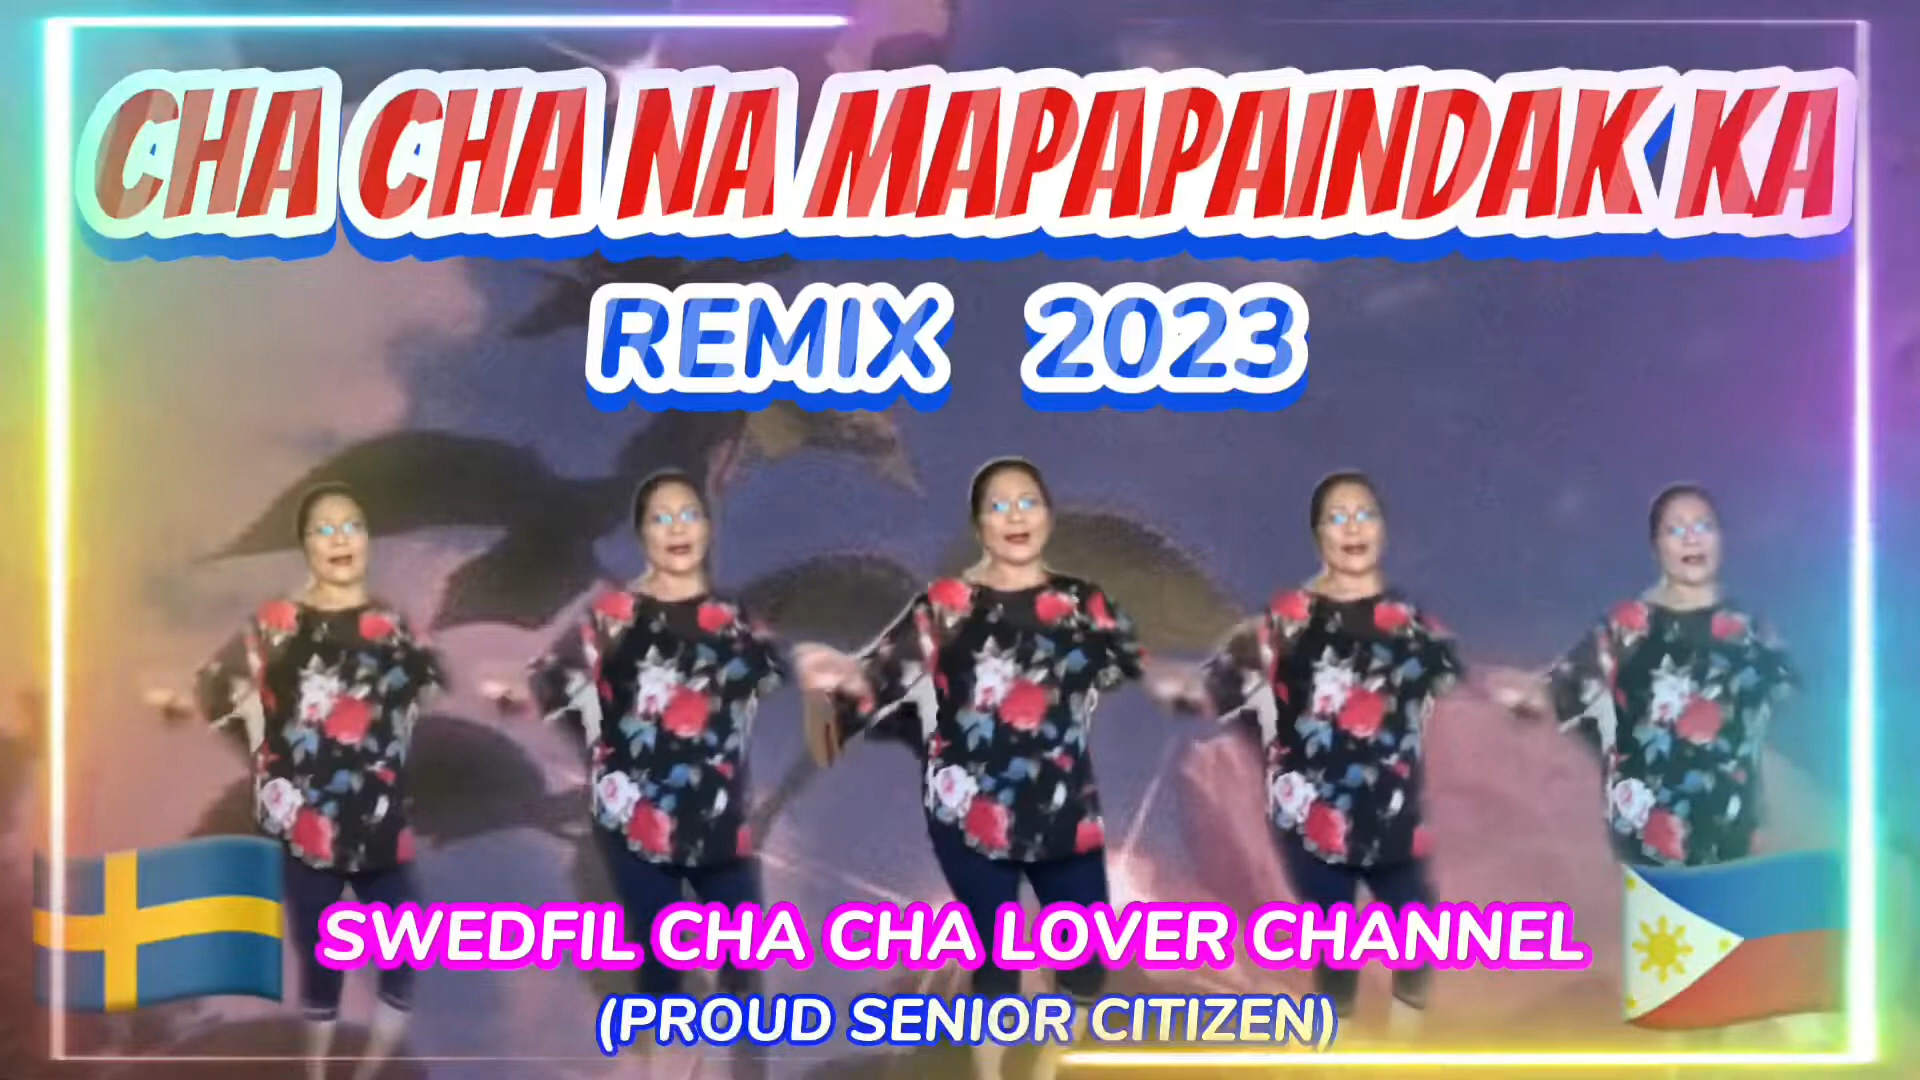 CHA CHA NA MAPAPAINDAK KA
REMIX 2023
SWEDFIL CHA CHA LOVER CHANNEL
(PROUD SENIOR CITIZEN)